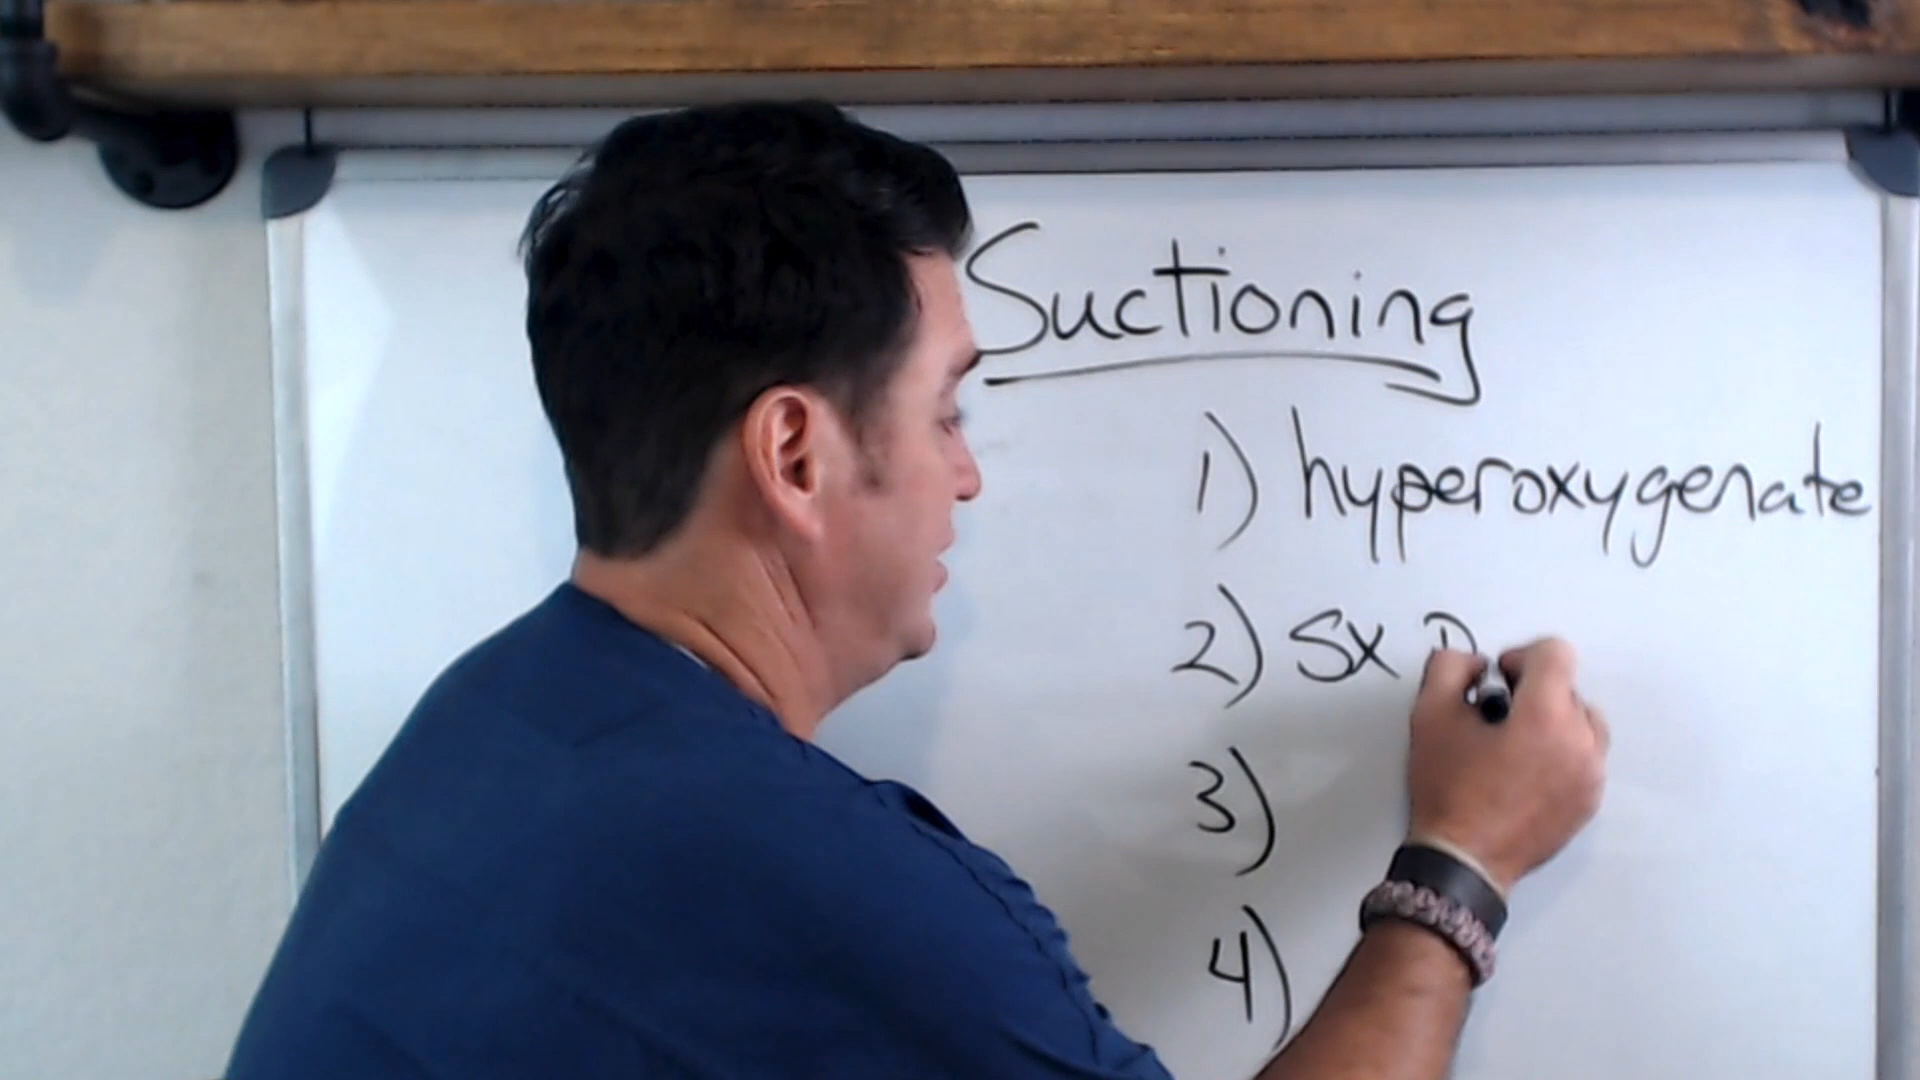 Suctioning
1) hyperoxygenate
2) Sx
3)
4)